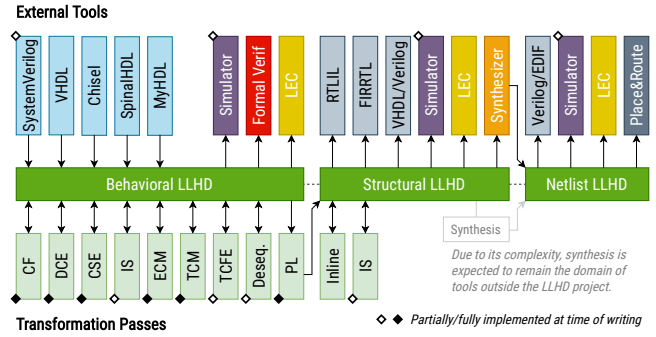 External Tools
SystemVerilog
VHDL
Chisel
SpinalHDL
MyHDL
Simulator
Formal Verif
LEC
RTLIL
FIRRTL
VHDL/Verilog
Simulator
LEC
Synthesizer
Verilog/EDIF
Simulator
LEC
Place&Route
Behavioral LLHD
Structural LLHD
Netlist LLHD
Synthesis
CF
DCE
CSE
IS
ECM
TCM
TCFE
Deseq.
PL
Inline
IS
Due to its complexity, synthesis is
expected to remain the domain of
tools outside the LLHD project.
Transformation Passes
Partially/fully implemented at time of writing